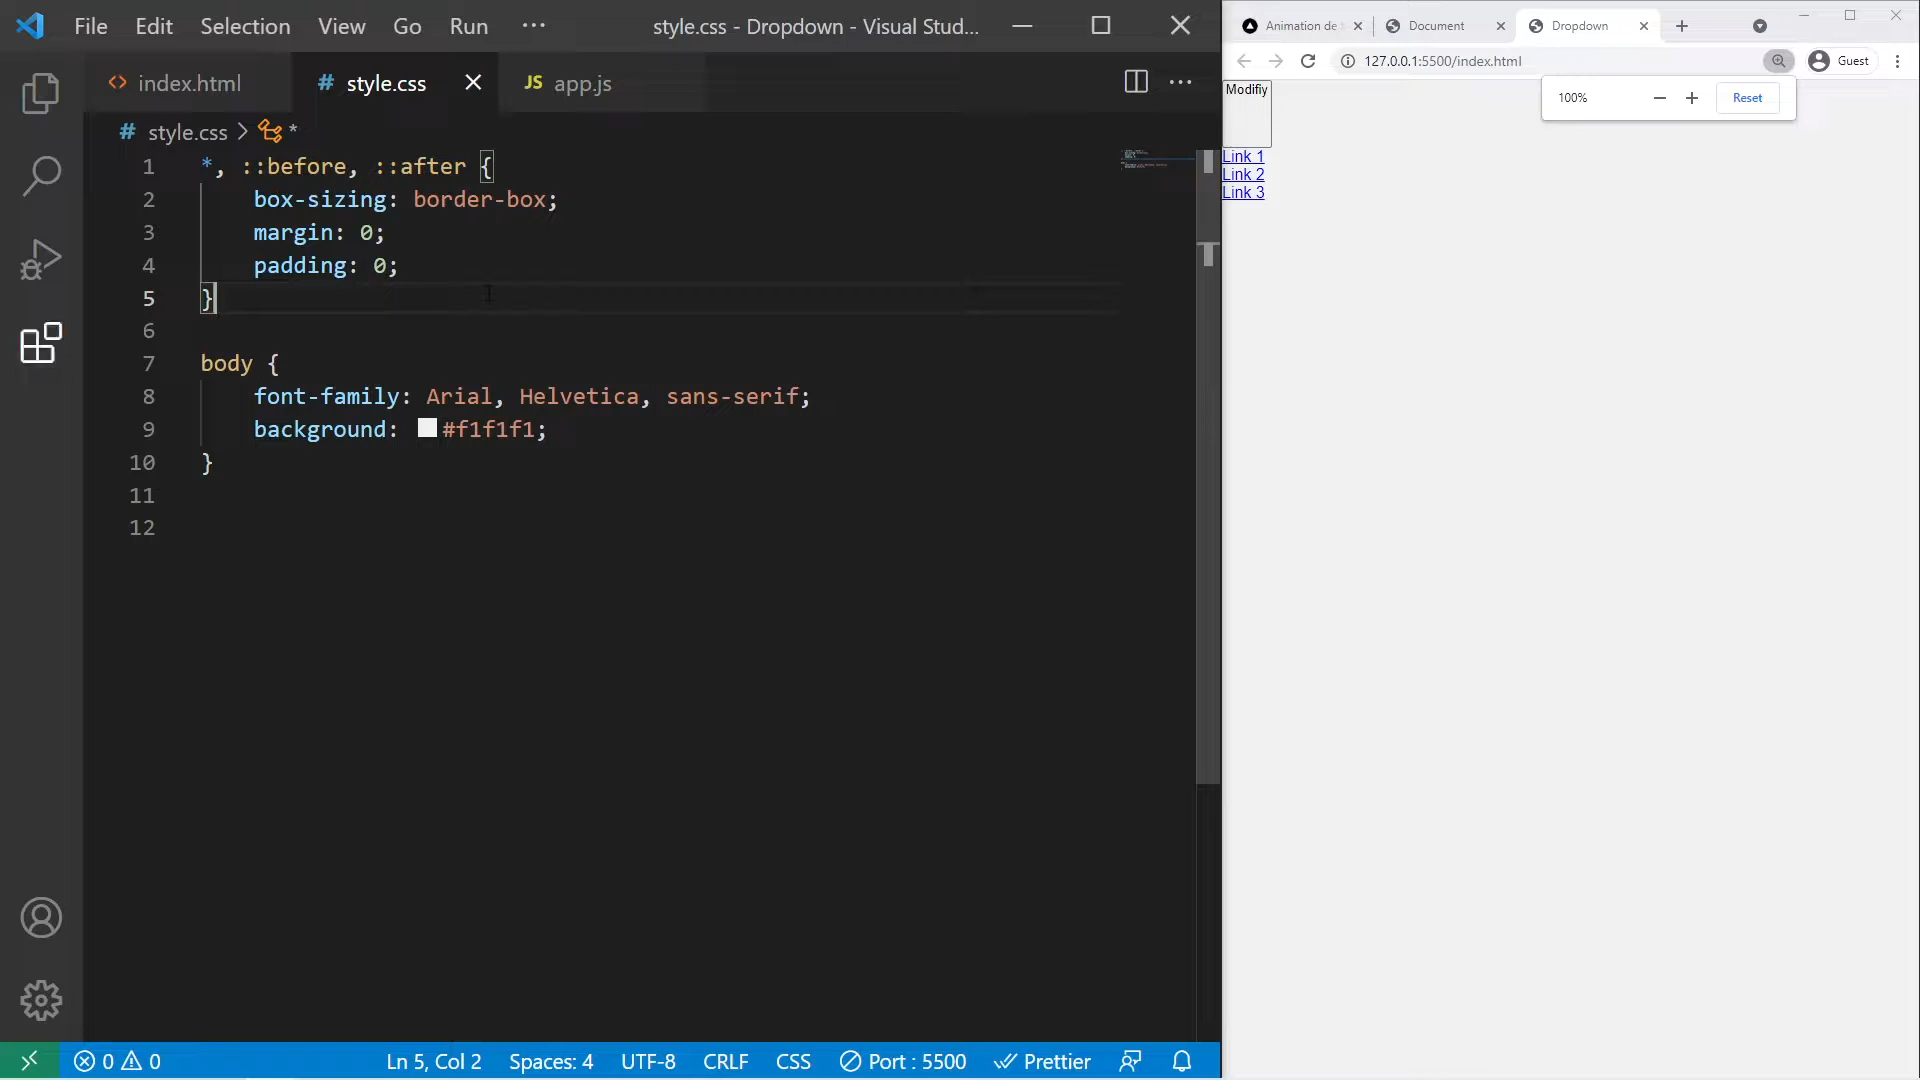 File Edit Selection View Go Run ··· style.css - Dropdown - Visual Stud...
index.html # style.css JS app.js
# style.css > *
1 *, ::before, ::after {
2 box-sizing: border-box;
3 margin: 0;
4 padding: 0;
5 }
6
7 body {
8 font-family: Arial, Helvetica, sans-serif;
9 background: #f1f1f1;
10 }
11
12
0 0 Ln 5, Col 2 Spaces: 4 UTF-8 CRLF CSS Port : 5500 Prettier
Animation de Document Dropdown
127.0.0.1:5500/index.html Guest
100% Reset
Modifiy
Link 1
Link 2
Link 3